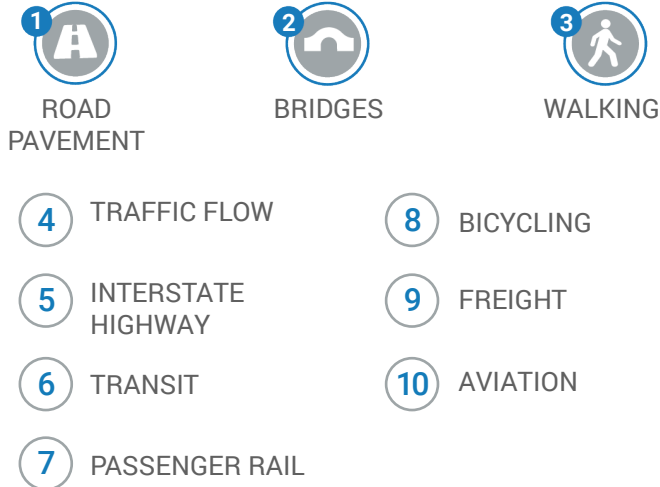 1
ROAD
PAVEMENT
2
BRIDGES
3
WALKING
4 TRAFFIC FLOW
5 INTERSTATE
HIGHWAY
6 TRANSIT
7 PASSENGER RAIL
8 BICYCLING
9 FREIGHT
10 AVIATION